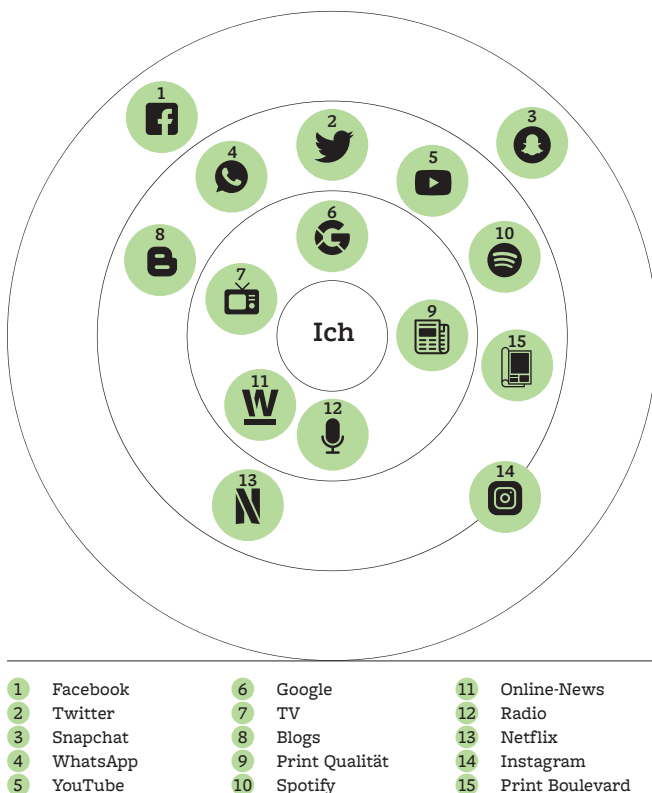 1
2
3
4
5
6
8
10
7
Ich
9
15
11
12
13
14
1 Facebook
2 Twitter
3 Snapchat
4 WhatsApp
5 YouTube
6 Google
7 TV
8 Blogs
9 Print Qualität
10 Spotify
11 Online-News
12 Radio
13 Netflix
14 Instagram
15 Print Boulevard